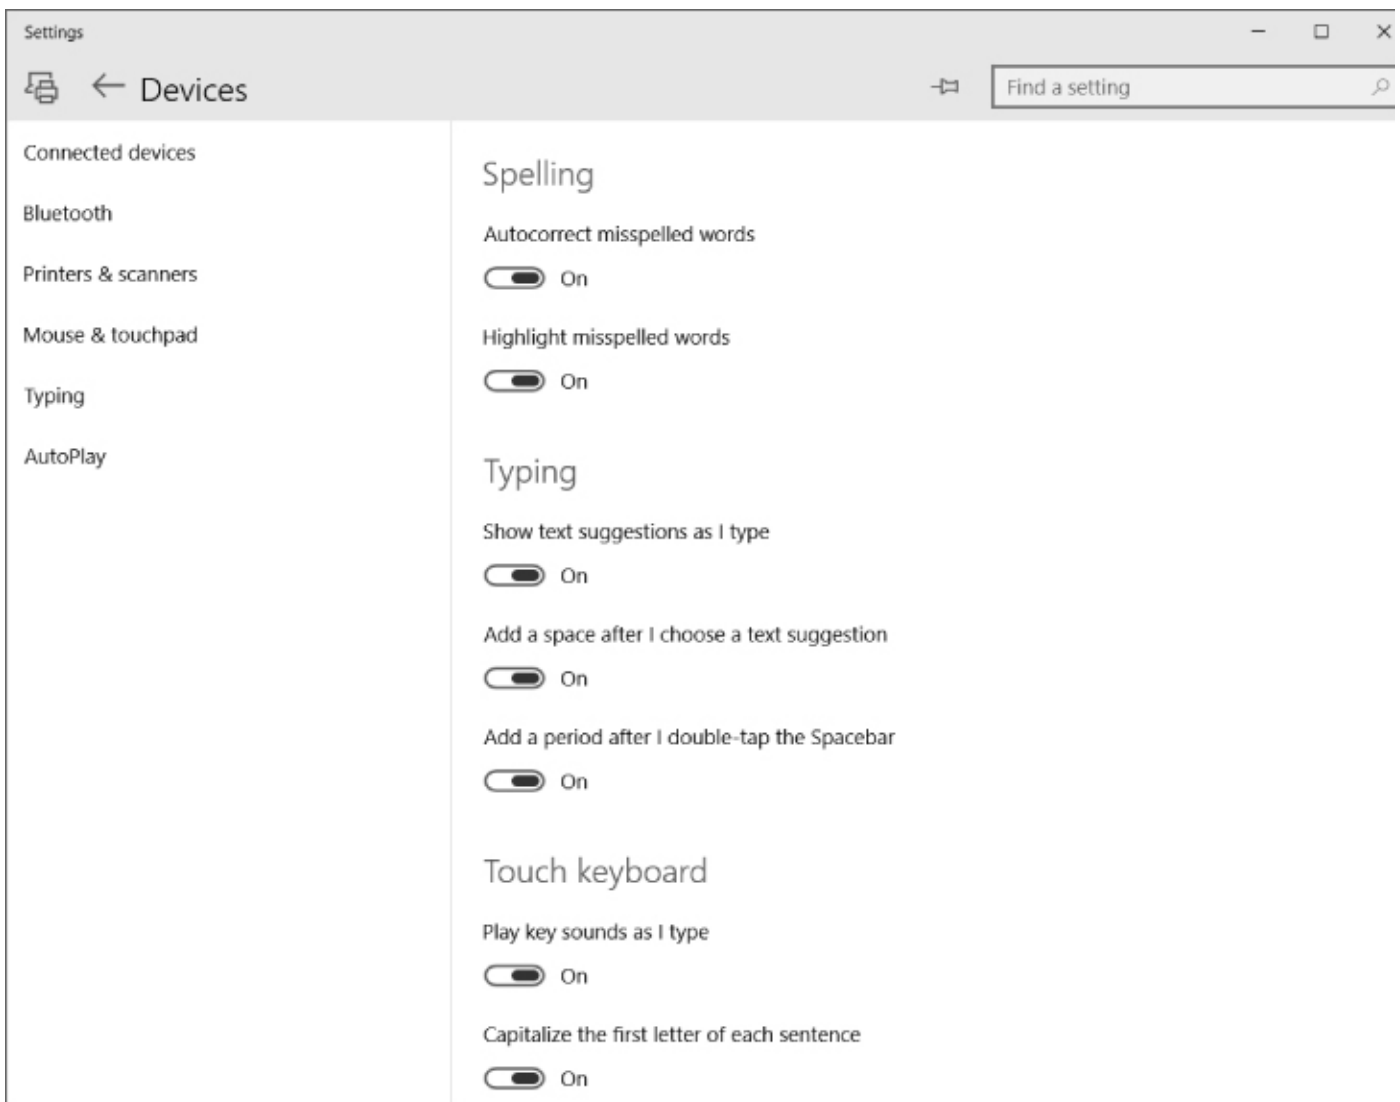 Settings
Devices
Find a setting
Connected devices
Bluetooth
Printers & scanners
Mouse & touchpad
Typing
AutoPlay
Spelling
Autocorrect misspelled words
On
Highlight misspelled words
On
Typing
Show text suggestions as I type
On
Add a space after I choose a text suggestion
On
Add a period after I double-tap the Spacebar
On
Touch keyboard
Play key sounds as I type
On
Capitalize the first letter of each sentence
On